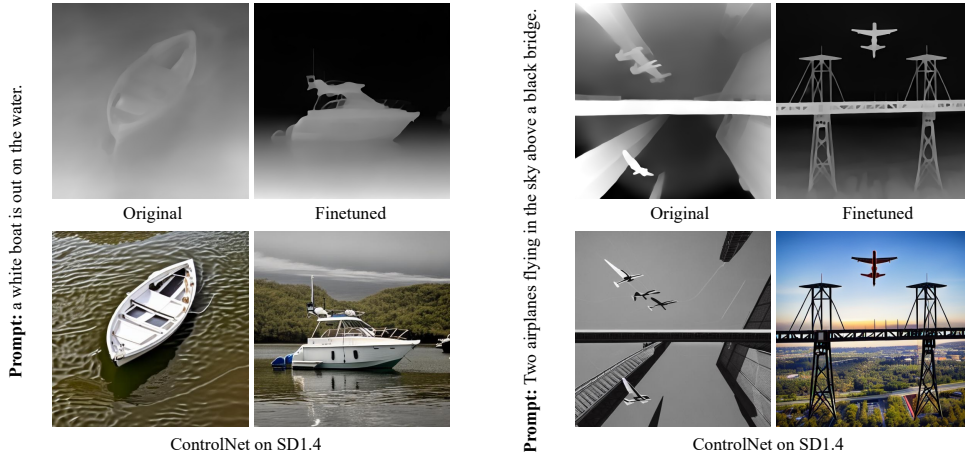 Prompt: a white boat is out on the water.
Original
Finetuned
ControlNet on SD1.4
Prompt: Two airplanes flying in the sky above a black bridge.
Original
Finetuned
ControlNet on SD1.4